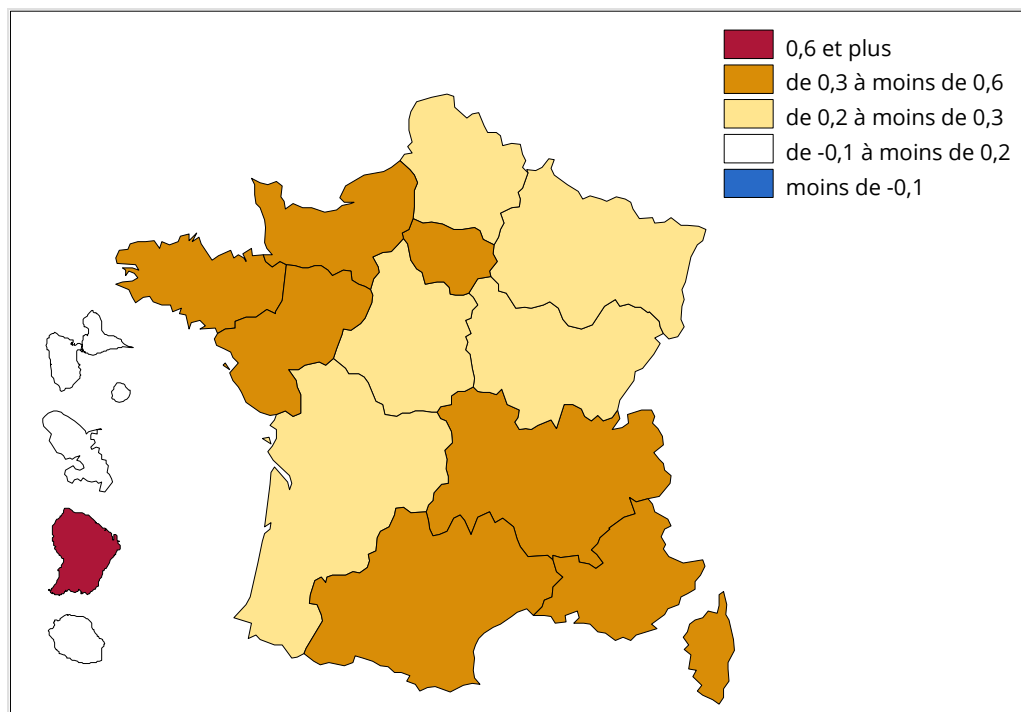 0,6 et plus
de 0,3 à moins de 0,6
de 0,2 à moins de 0,3
de -0,1 à moins de 0,2
moins de -0,1